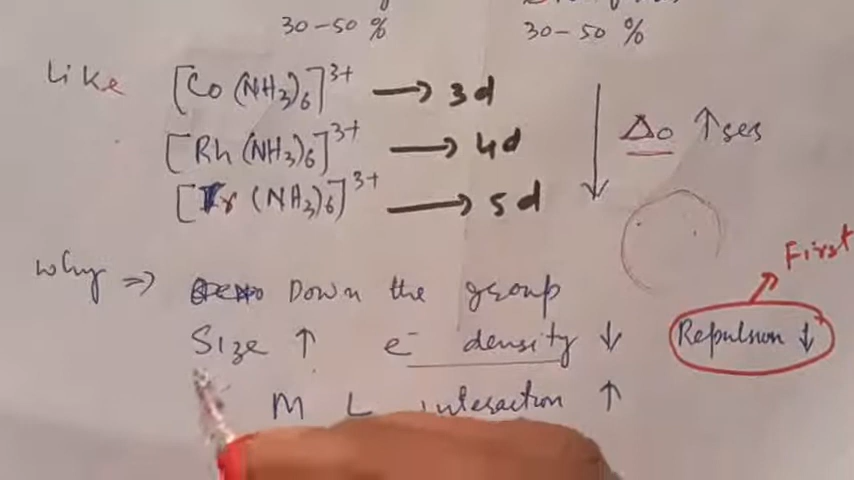 30-50 % 30-50 %
Like [Co (NH3)6]3+ → 3d
[Rh (NH3)6]3+ → 4d
[Ir (NH3)6]3+ → 5d
Δo ↑ses
First
Why ⇒ Down the group
Size ↑ e- density ↓ Repulsion ↓
M L interaction ↑